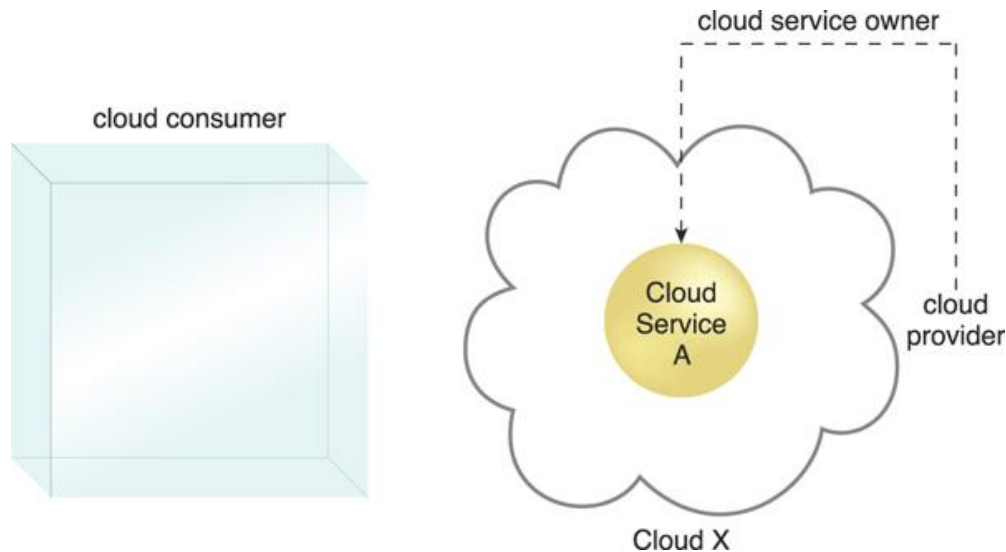 cloud service owner
cloud consumer
Cloud
Service
A
cloud
provider
Cloud X